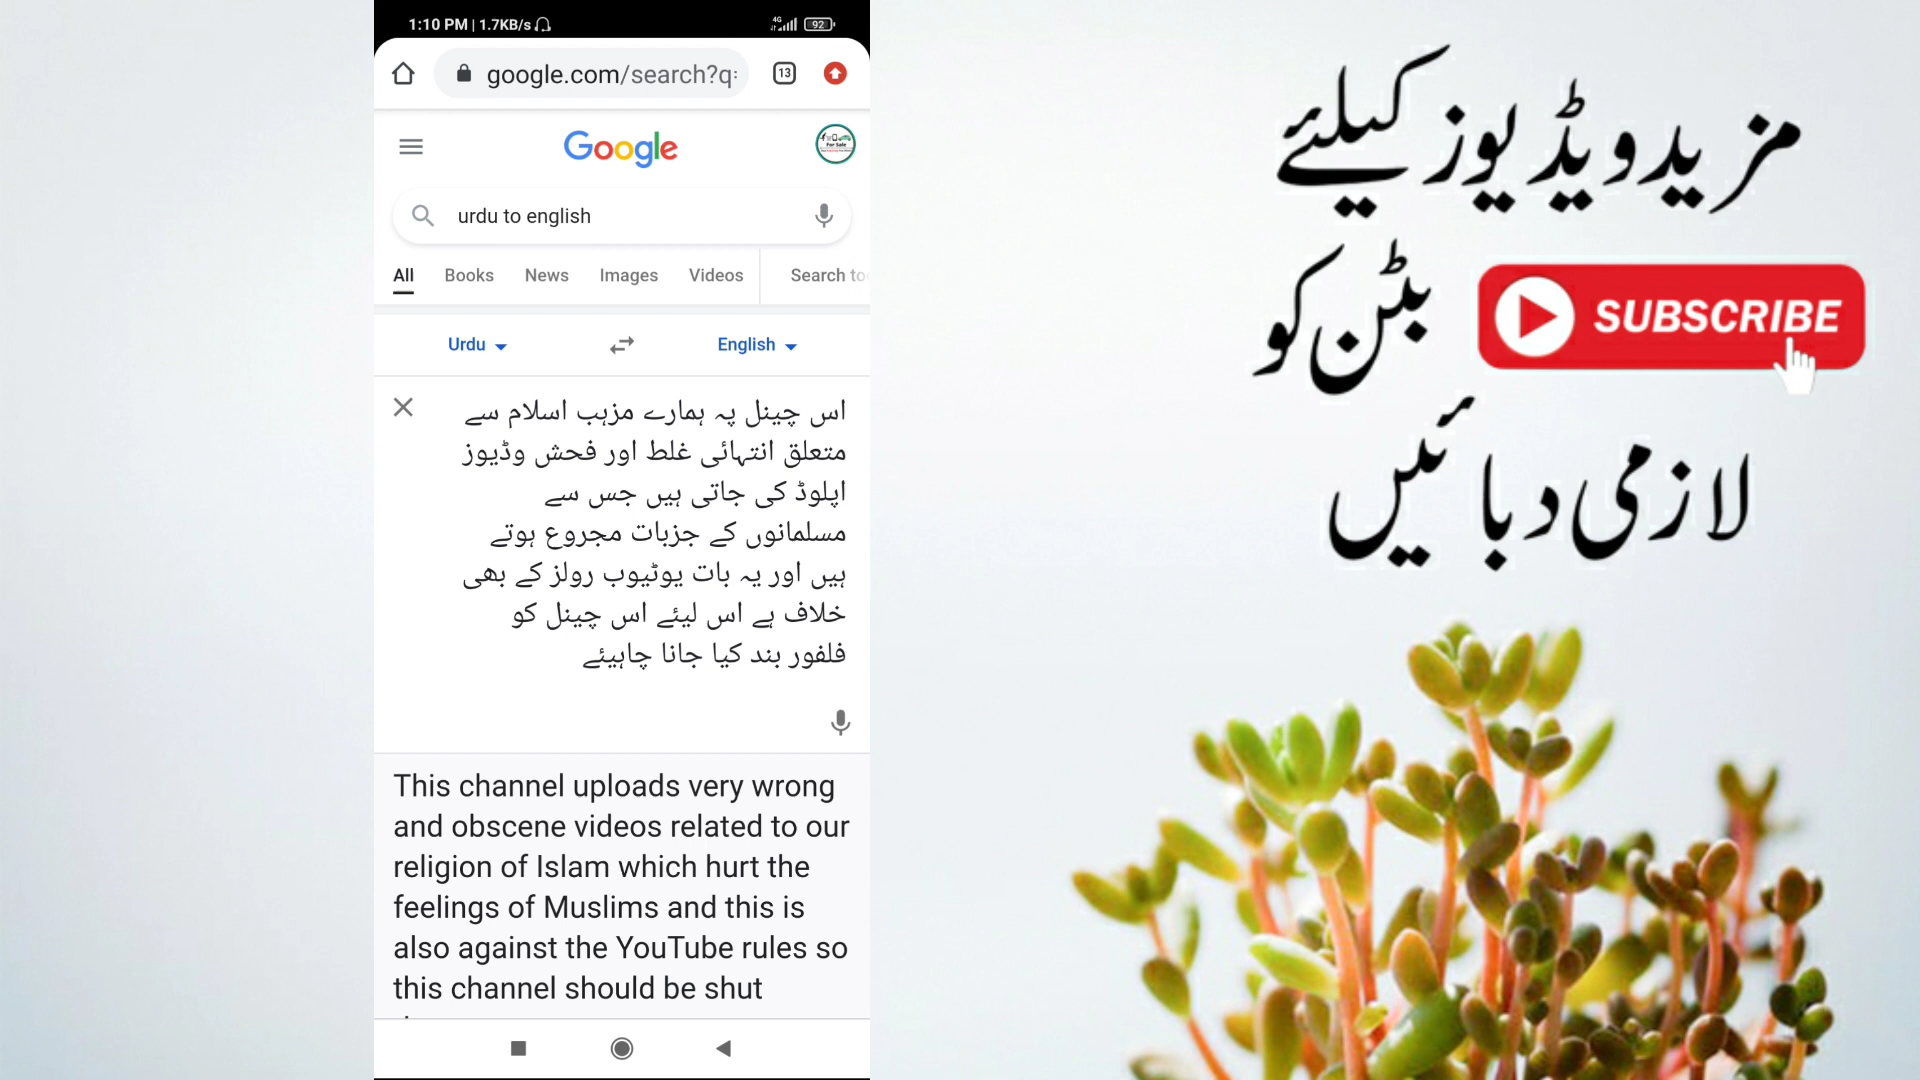 1:10 PM | 1.7KB/s
4G
92
google.com/search?q=
13
Google
For Sale
urdu to english
All Books News Images Videos Search to
Urdu English
اس چینل پہ ہمارے مزہب اسلام سے
متعلق انتہائی غلط اور فحش وڈیوز
اپلوڈ کی جاتی ہیں جس سے
مسلمانوں کے جزبات مجروع ہوتے
ہیں اور یہ بات یوٹیوب رولز کے بھی
خلاف ہے اس لیئے اس چینل کو
فلفور بند کیا جانا چاہیئے
This channel uploads very wrong
and obscene videos related to our
religion of Islam which hurt the
feelings of Muslims and this is
also against the YouTube rules so
this channel should be shut
مزید ویڈیوز کیلئے
SUBSCRIBE بٹن کو
لازمی دبائیں